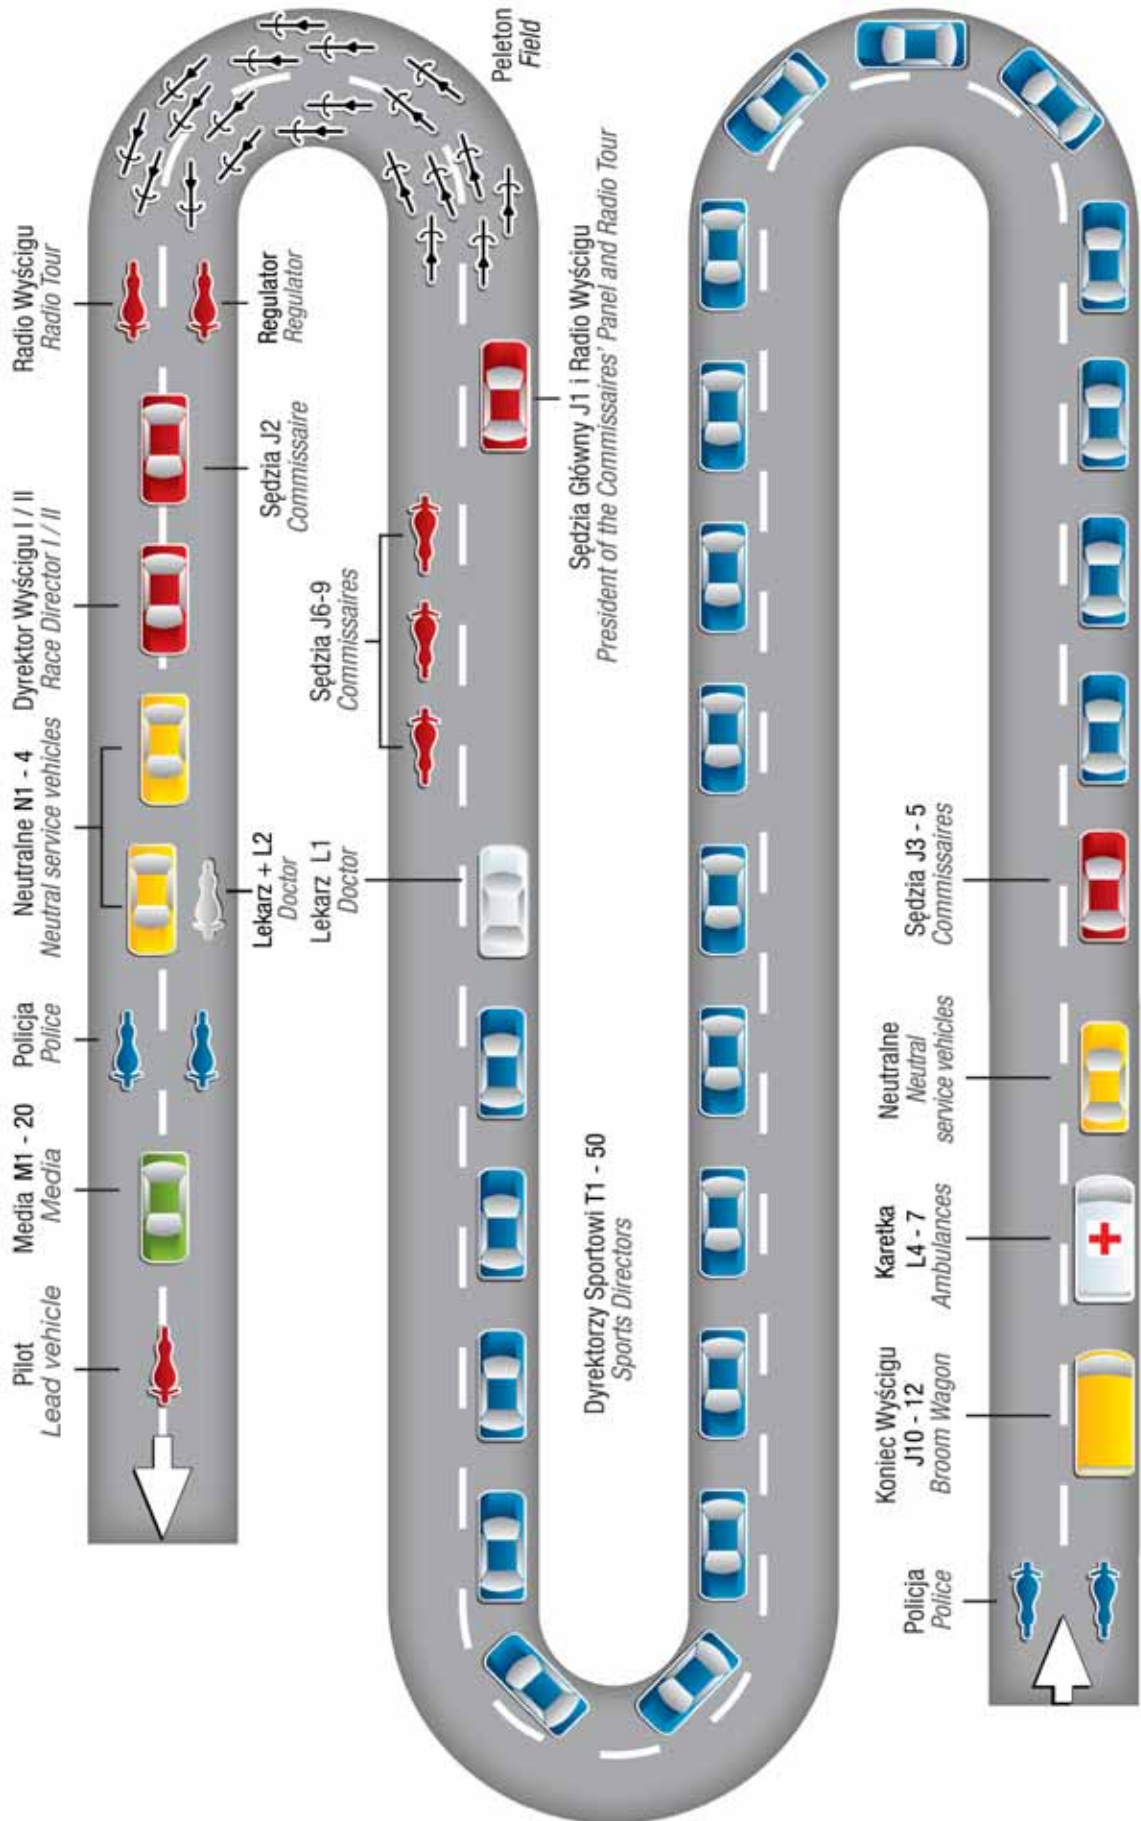 Pilot
Lead vehicle
Media M1 - 20
Media
Policja
Police
Neutralne N1 - 4
Neutral service vehicles
Dyrektor Wyścigu I / II
Race Director I / II
Radio Wyścigu
Radio Tour
Lekarz + L2
Doctor
Sędzia J2
Commissaire
Regulator
Regulator
Lekarz L1
Doctor
Sędzia J6-9
Commissaires
Peleton
Field
Sędzia Główny J1 i Radio Wyścigu
President of the Commissaires' Panel and Radio Tour
Dyrektorzy Sportowi T1 - 50
Sports Directors
Policja
Police
Koniec Wyścigu
J10 - 12
Broom Wagon
Karetka
L4 - 7
Ambulances
Neutralne
Neutral
service vehicles
Sędzia J3 - 5
Commissaires